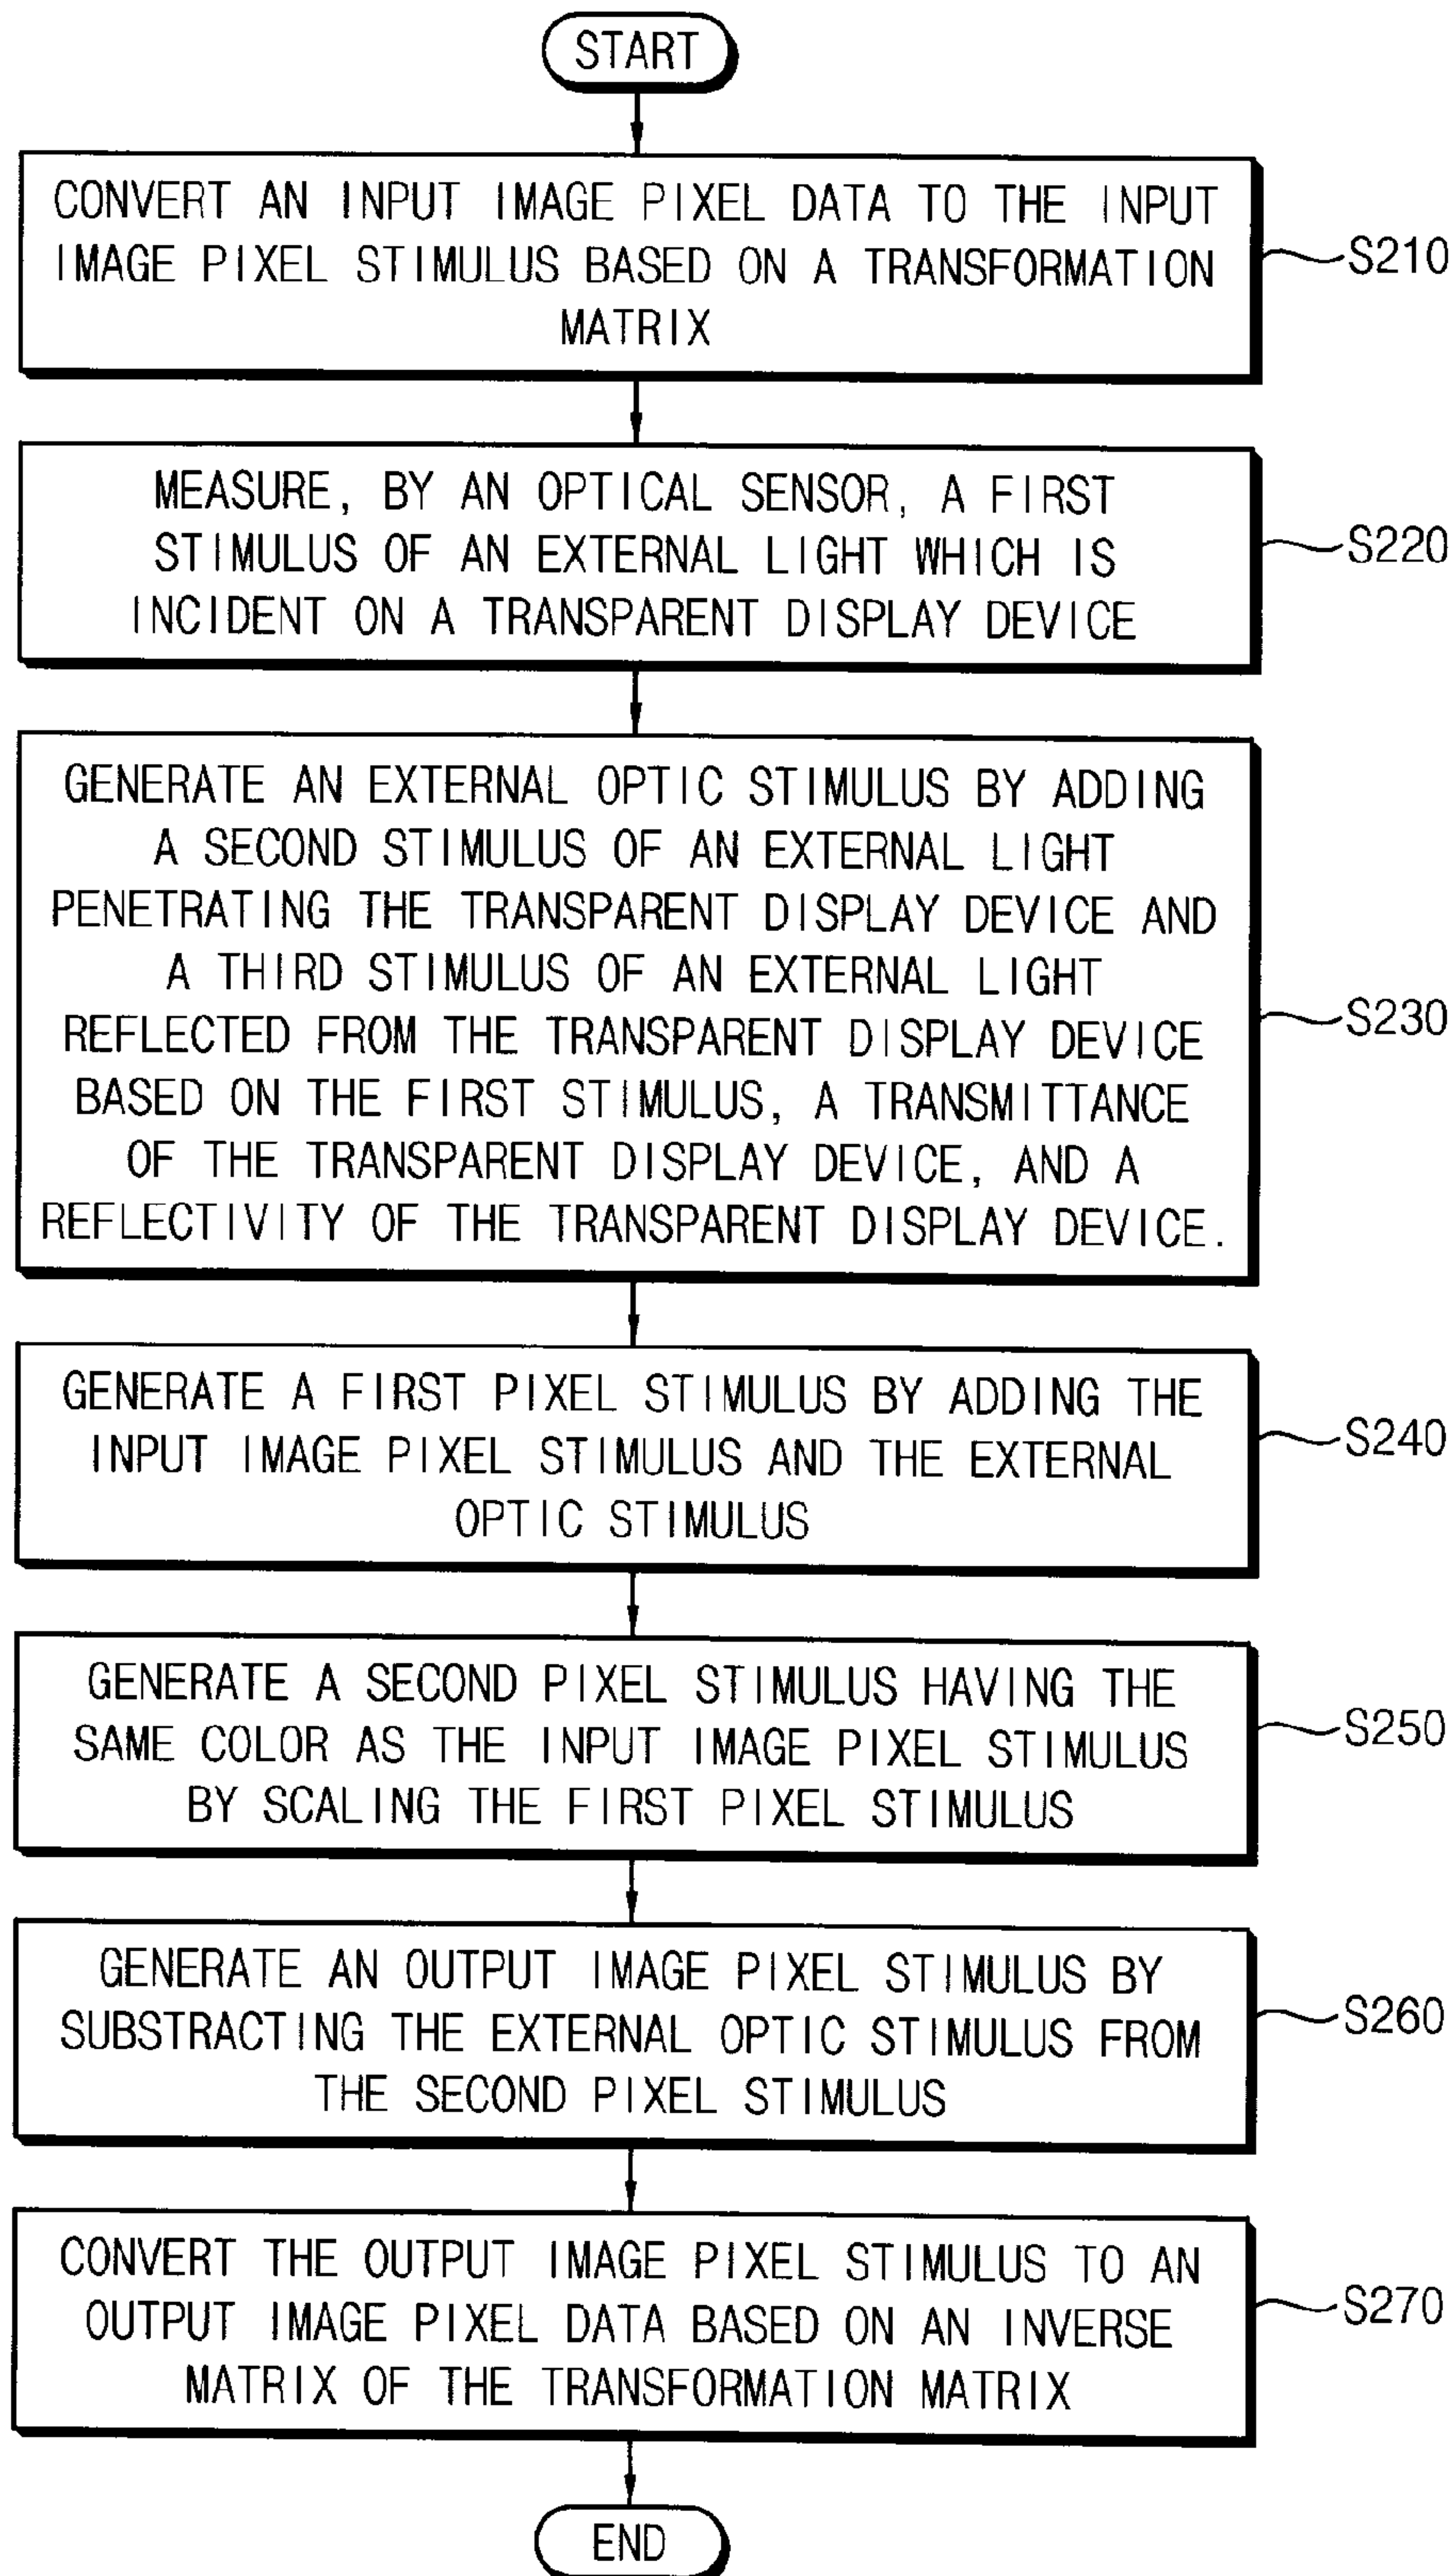 START
CONVERT AN INPUT IMAGE PIXEL DATA TO THE INPUT
IMAGE PIXEL STIMULUS BASED ON A TRANSFORMATION
MATRIX
S210
MEASURE, BY AN OPTICAL SENSOR, A FIRST
STIMULUS OF AN EXTERNAL LIGHT WHICH IS
INCIDENT ON A TRANSPARENT DISPLAY DEVICE
S220
GENERATE AN EXTERNAL OPTIC STIMULUS BY ADDING
A SECOND STIMULUS OF AN EXTERNAL LIGHT
PENETRATING THE TRANSPARENT DISPLAY DEVICE AND
A THIRD STIMULUS OF AN EXTERNAL LIGHT
REFLECTED FROM THE TRANSPARENT DISPLAY DEVICE
BASED ON THE FIRST STIMULUS, A TRANSMITTANCE
OF THE TRANSPARENT DISPLAY DEVICE, AND A
REFLECTIVITY OF THE TRANSPARENT DISPLAY DEVICE.
S230
GENERATE A FIRST PIXEL STIMULUS BY ADDING THE
INPUT IMAGE PIXEL STIMULUS AND THE EXTERNAL
OPTIC STIMULUS
S240
GENERATE A SECOND PIXEL STIMULUS HAVING THE
SAME COLOR AS THE INPUT IMAGE PIXEL STIMULUS
BY SCALING THE FIRST PIXEL STIMULUS
S250
GENERATE AN OUTPUT IMAGE PIXEL STIMULUS BY
SUBSTRACTING THE EXTERNAL OPTIC STIMULUS FROM
THE SECOND PIXEL STIMULUS
S260
CONVERT THE OUTPUT IMAGE PIXEL STIMULUS TO AN
OUTPUT IMAGE PIXEL DATA BASED ON AN INVERSE
MATRIX OF THE TRANSFORMATION MATRIX
S270
END